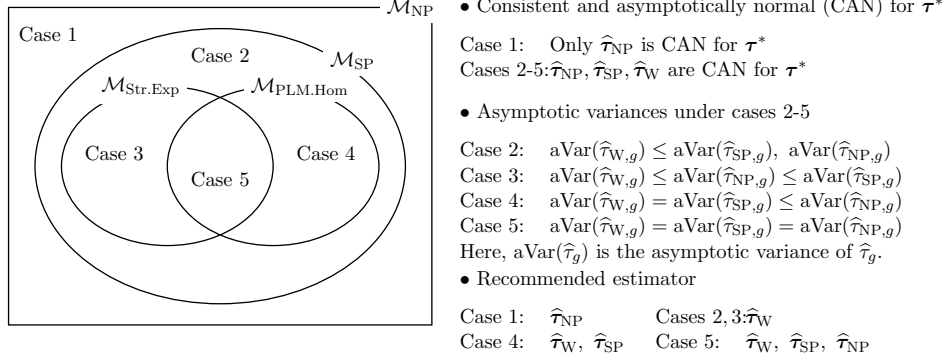 M_NP
Case 1
Case 2
M_SP
M_Str.Exp
M_PLM.Hom
Case 3
Case 4
Case 5
• Consistent and asymptotically normal (CAN) for τ*
Case 1: Only τ̂_NP is CAN for τ*
Cases 2-5:τ̂_NP, τ̂_SP, τ̂_W are CAN for τ*
• Asymptotic variances under cases 2-5
Case 2: aVar(τ̂_W,g) ≤ aVar(τ̂_SP,g), aVar(τ̂_NP,g)
Case 3: aVar(τ̂_W,g) ≤ aVar(τ̂_NP,g) ≤ aVar(τ̂_SP,g)
Case 4: aVar(τ̂_W,g) = aVar(τ̂_SP,g) ≤ aVar(τ̂_NP,g)
Case 5: aVar(τ̂_W,g) = aVar(τ̂_SP,g) = aVar(τ̂_NP,g)
Here, aVar(τ̂_g) is the asymptotic variance of τ̂_g.
• Recommended estimator
Case 1: τ̂_NP Cases 2, 3:τ̂_W
Case 4: τ̂_W, τ̂_SP Case 5: τ̂_W, τ̂_SP, τ̂_NP